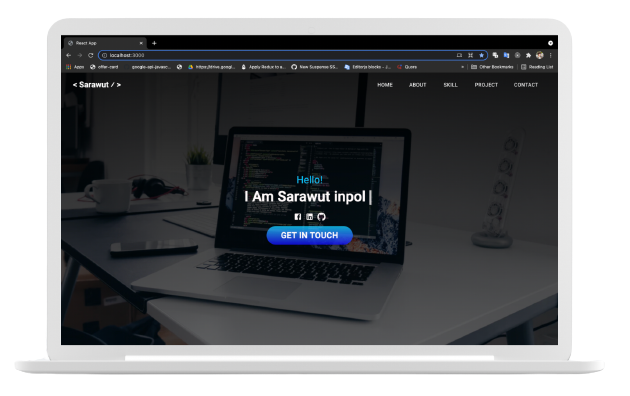 React App
localhost:3000
Apps offer-card google-api-javasc... https://drive.googl... Apply Redux to a... New Suspense SS... Editorjs blocks - J... Quora Other Bookmarks Reading List
< Sarawut / > HOME ABOUT SKILL PROJECT CONTACT
Hello!
I Am Sarawut inpol |
GET IN TOUCH